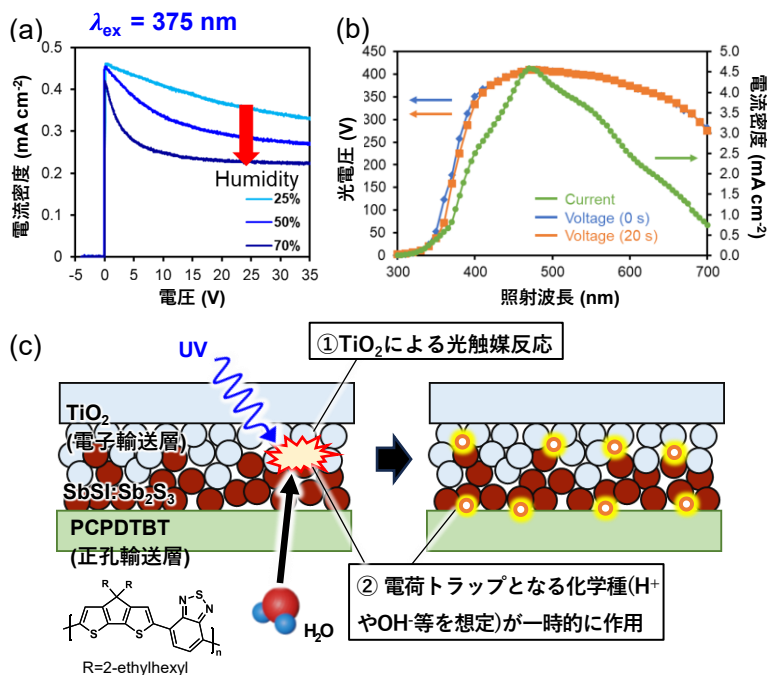 (a)
λex = 375 nm
0.5
0.4
0.3
0.2
0.1
0
-5 0 5 10 15 20 25 30 35
電流密度 (mA cm-2)
電圧 (V)
Humidity
25%
50%
70%
(b)
450
400
350
300
250
200
150
100
50
0
300 400 500 600 700
光電圧 (V)
照射波長 (nm)
5.0
4.5
4.0
3.5
3.0
2.5
2.0
1.5
1.0
0.5
0.0
電流密度 (mA cm-2)
Current
Voltage (0 s)
Voltage (20 s)
(c)
UV
①TiO2による光触媒反応
TiO2
(電子輸送層)
SbSI:Sb2S3
PCPDTBT
(正孔輸送層)
② 電荷トラップとなる化学種(H+
やOH-等を想定)が一時的に作用
H2O
R R
N S N
S S
n
R=2-ethylhexyl